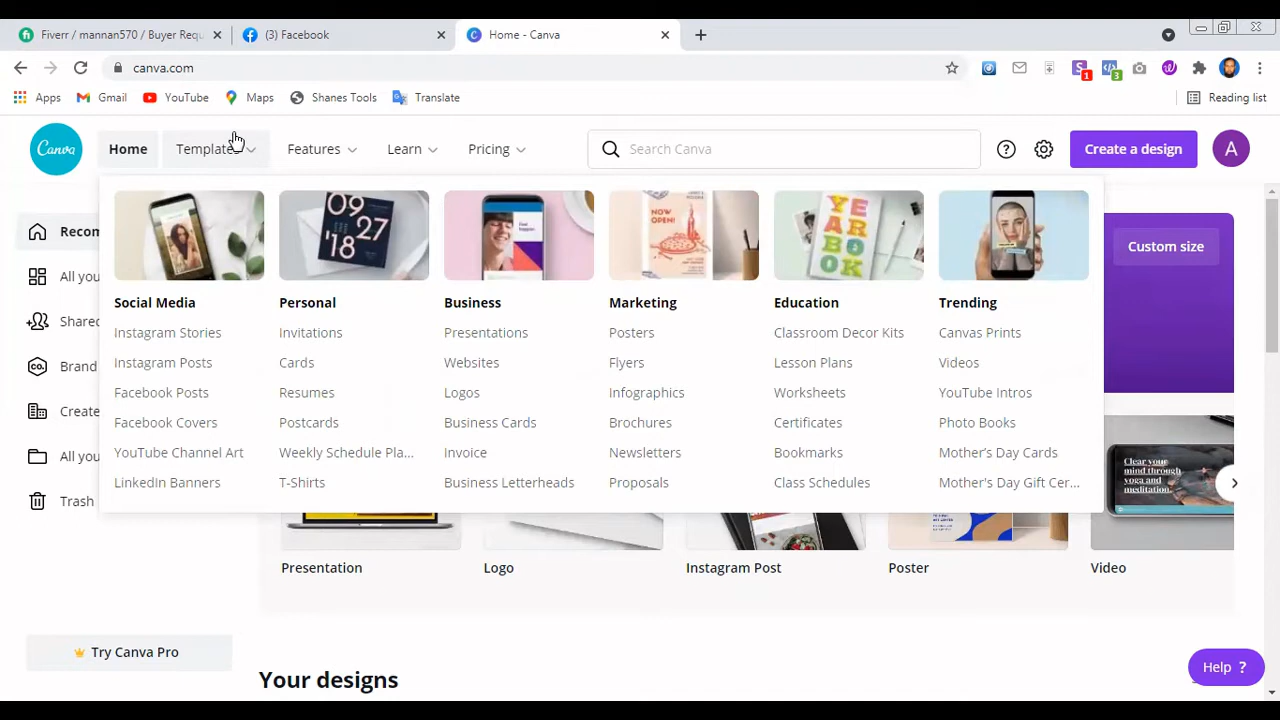 Fiverr / mannan570 / Buyer Requ
(3) Facebook
Home - Canva
canva.com
Apps
Gmail
YouTube
Maps
Shanes Tools
Translate
Reading list
1
3
Canva
Home
Templates
Features
Learn
Pricing
Search Canva
Create a design
A
Recom
All you
Shared
Brand
Create
All you
Trash
09
27
'18
NOW OPEN!
YEARBOOK
Custom size
Social Media
Instagram Stories
Instagram Posts
Facebook Posts
Facebook Covers
YouTube Channel Art
LinkedIn Banners
Personal
Invitations
Cards
Resumes
Postcards
Weekly Schedule Pla...
T-Shirts
Business
Presentations
Websites
Logos
Business Cards
Invoice
Business Letterheads
Marketing
Posters
Flyers
Infographics
Brochures
Newsletters
Proposals
Education
Classroom Decor Kits
Lesson Plans
Worksheets
Certificates
Bookmarks
Class Schedules
Trending
Canvas Prints
Videos
YouTube Intros
Photo Books
Mother's Day Cards
Mother's Day Gift Cer...
Clear your
mind through
yoga and
meditation.
Presentation
Logo
Instagram Post
Poster
Video
Try Canva Pro
Your designs
Help ?